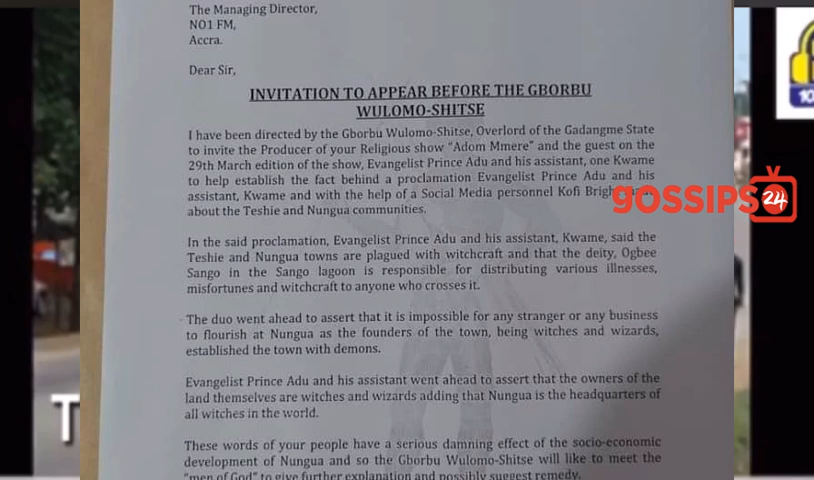 The Managing Director,
NO1 FM,
Accra.
Dear Sir,
INVITATION TO APPEAR BEFORE THE GBORBU
WULOMO-SHITSE
I have been directed by the Gborbu Wulomo-Shitse, Overlord of the Gadangme State
to invite the Producer of your Religious show "Adom Mmere" and the guest on the
29th March edition of the show, Evangelist Prince Adu and his assistant, one Kwame
to help establish the fact behind a proclamation Evangelist Prince Adu and his
assistant, Kwame and with the help of a Social Media personnel Kofi Brigh
about the Teshie and Nungua communities.
gOSSIPS24
In the said proclamation, Evangelist Prince Adu and his assistant, Kwame, said the
Teshie and Nungua towns are plagued with witchcraft and that the deity, Ogbee
Sango in the Sango lagoon is responsible for distributing various illnesses,
misfortunes and witchcraft to anyone who crosses it.
The duo went ahead to assert that it is impossible for any stranger or any business
to flourish at Nungua as the founders of the town, being witches and wizards,
established the town with demons.
Evangelist Prince Adu and his assistant went ahead to assert that the owners of the
land themselves are witches and wizards adding that Nungua is the headquarters of
all witches in the world.
These words of your people have a serious damning effect of the socio-economic
development of Nungua and so the Gborbu Wulomo-Shitse will like to meet the
"men of God" to give further explanation and possibly suggest remedy.
T
10